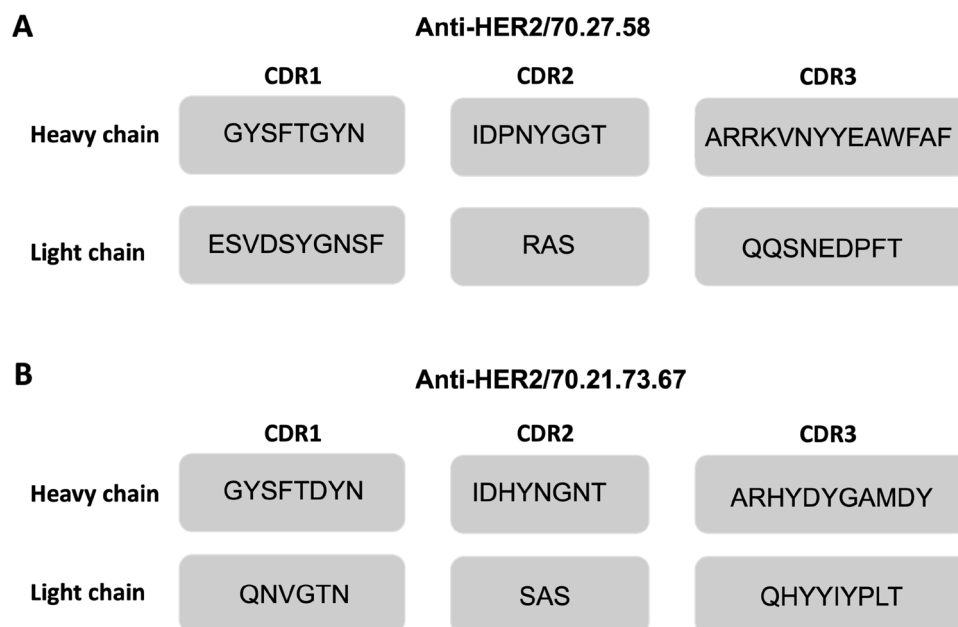 A
Anti-HER2/70.27.58
CDR1 CDR2 CDR3
Heavy chain GYSFTGYN IDPNYGGT ARRKVNYYEAWFAF
Light chain ESVDSYGNSF RAS QQSNEDPFT
B
Anti-HER2/70.21.73.67
CDR1 CDR2 CDR3
Heavy chain GYSFTDYN IDHYNGNT ARHYDYGAMDY
Light chain QNVGTN SAS QHYYIYPLT